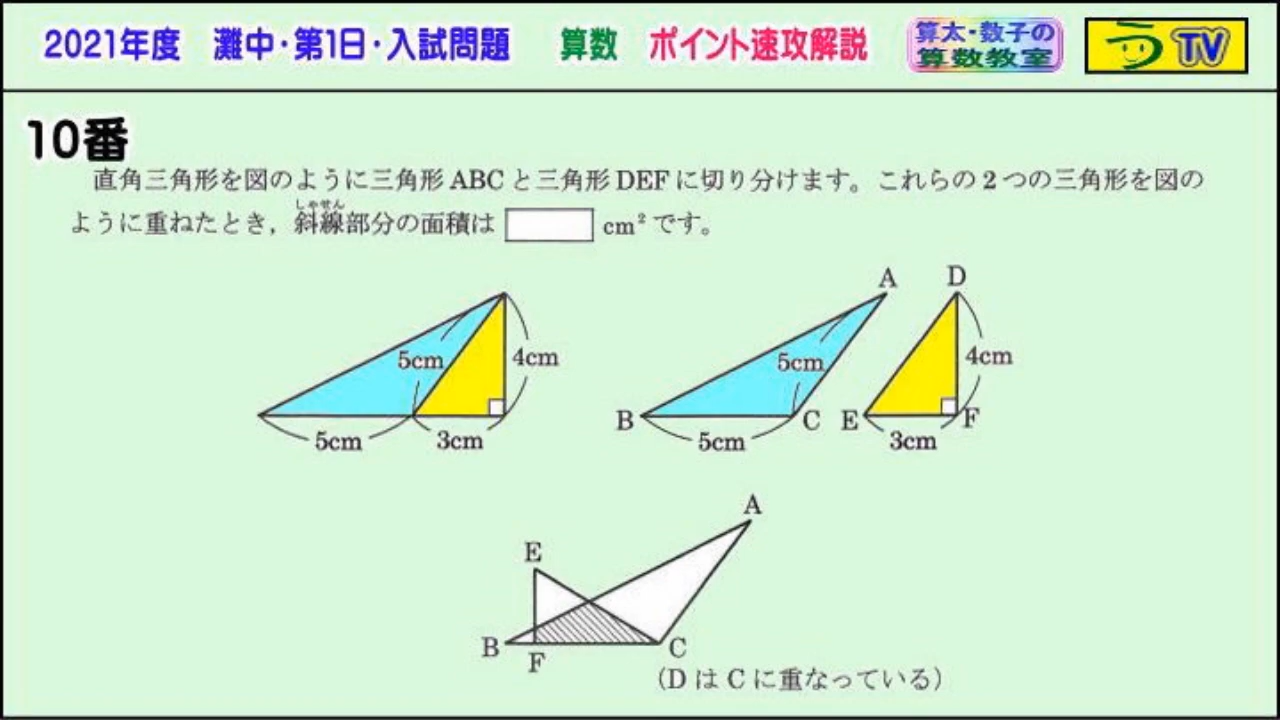 2021年度 灘中・第1日・入試問題 算数 ポイント速攻解説
算太・数子の
算数教室
う TV
10番
直角三角形を図のように三角形ABCと三角形DEFに切り分けます。これらの2つの三角形を図の
しゃせん
ように重ねたとき，斜線部分の面積は cm²です。
A D
5cm 4cm 5cm 4cm
B C E F
5cm 3cm 5cm 3cm
A
E
B C
F
（DはCに重なっている）